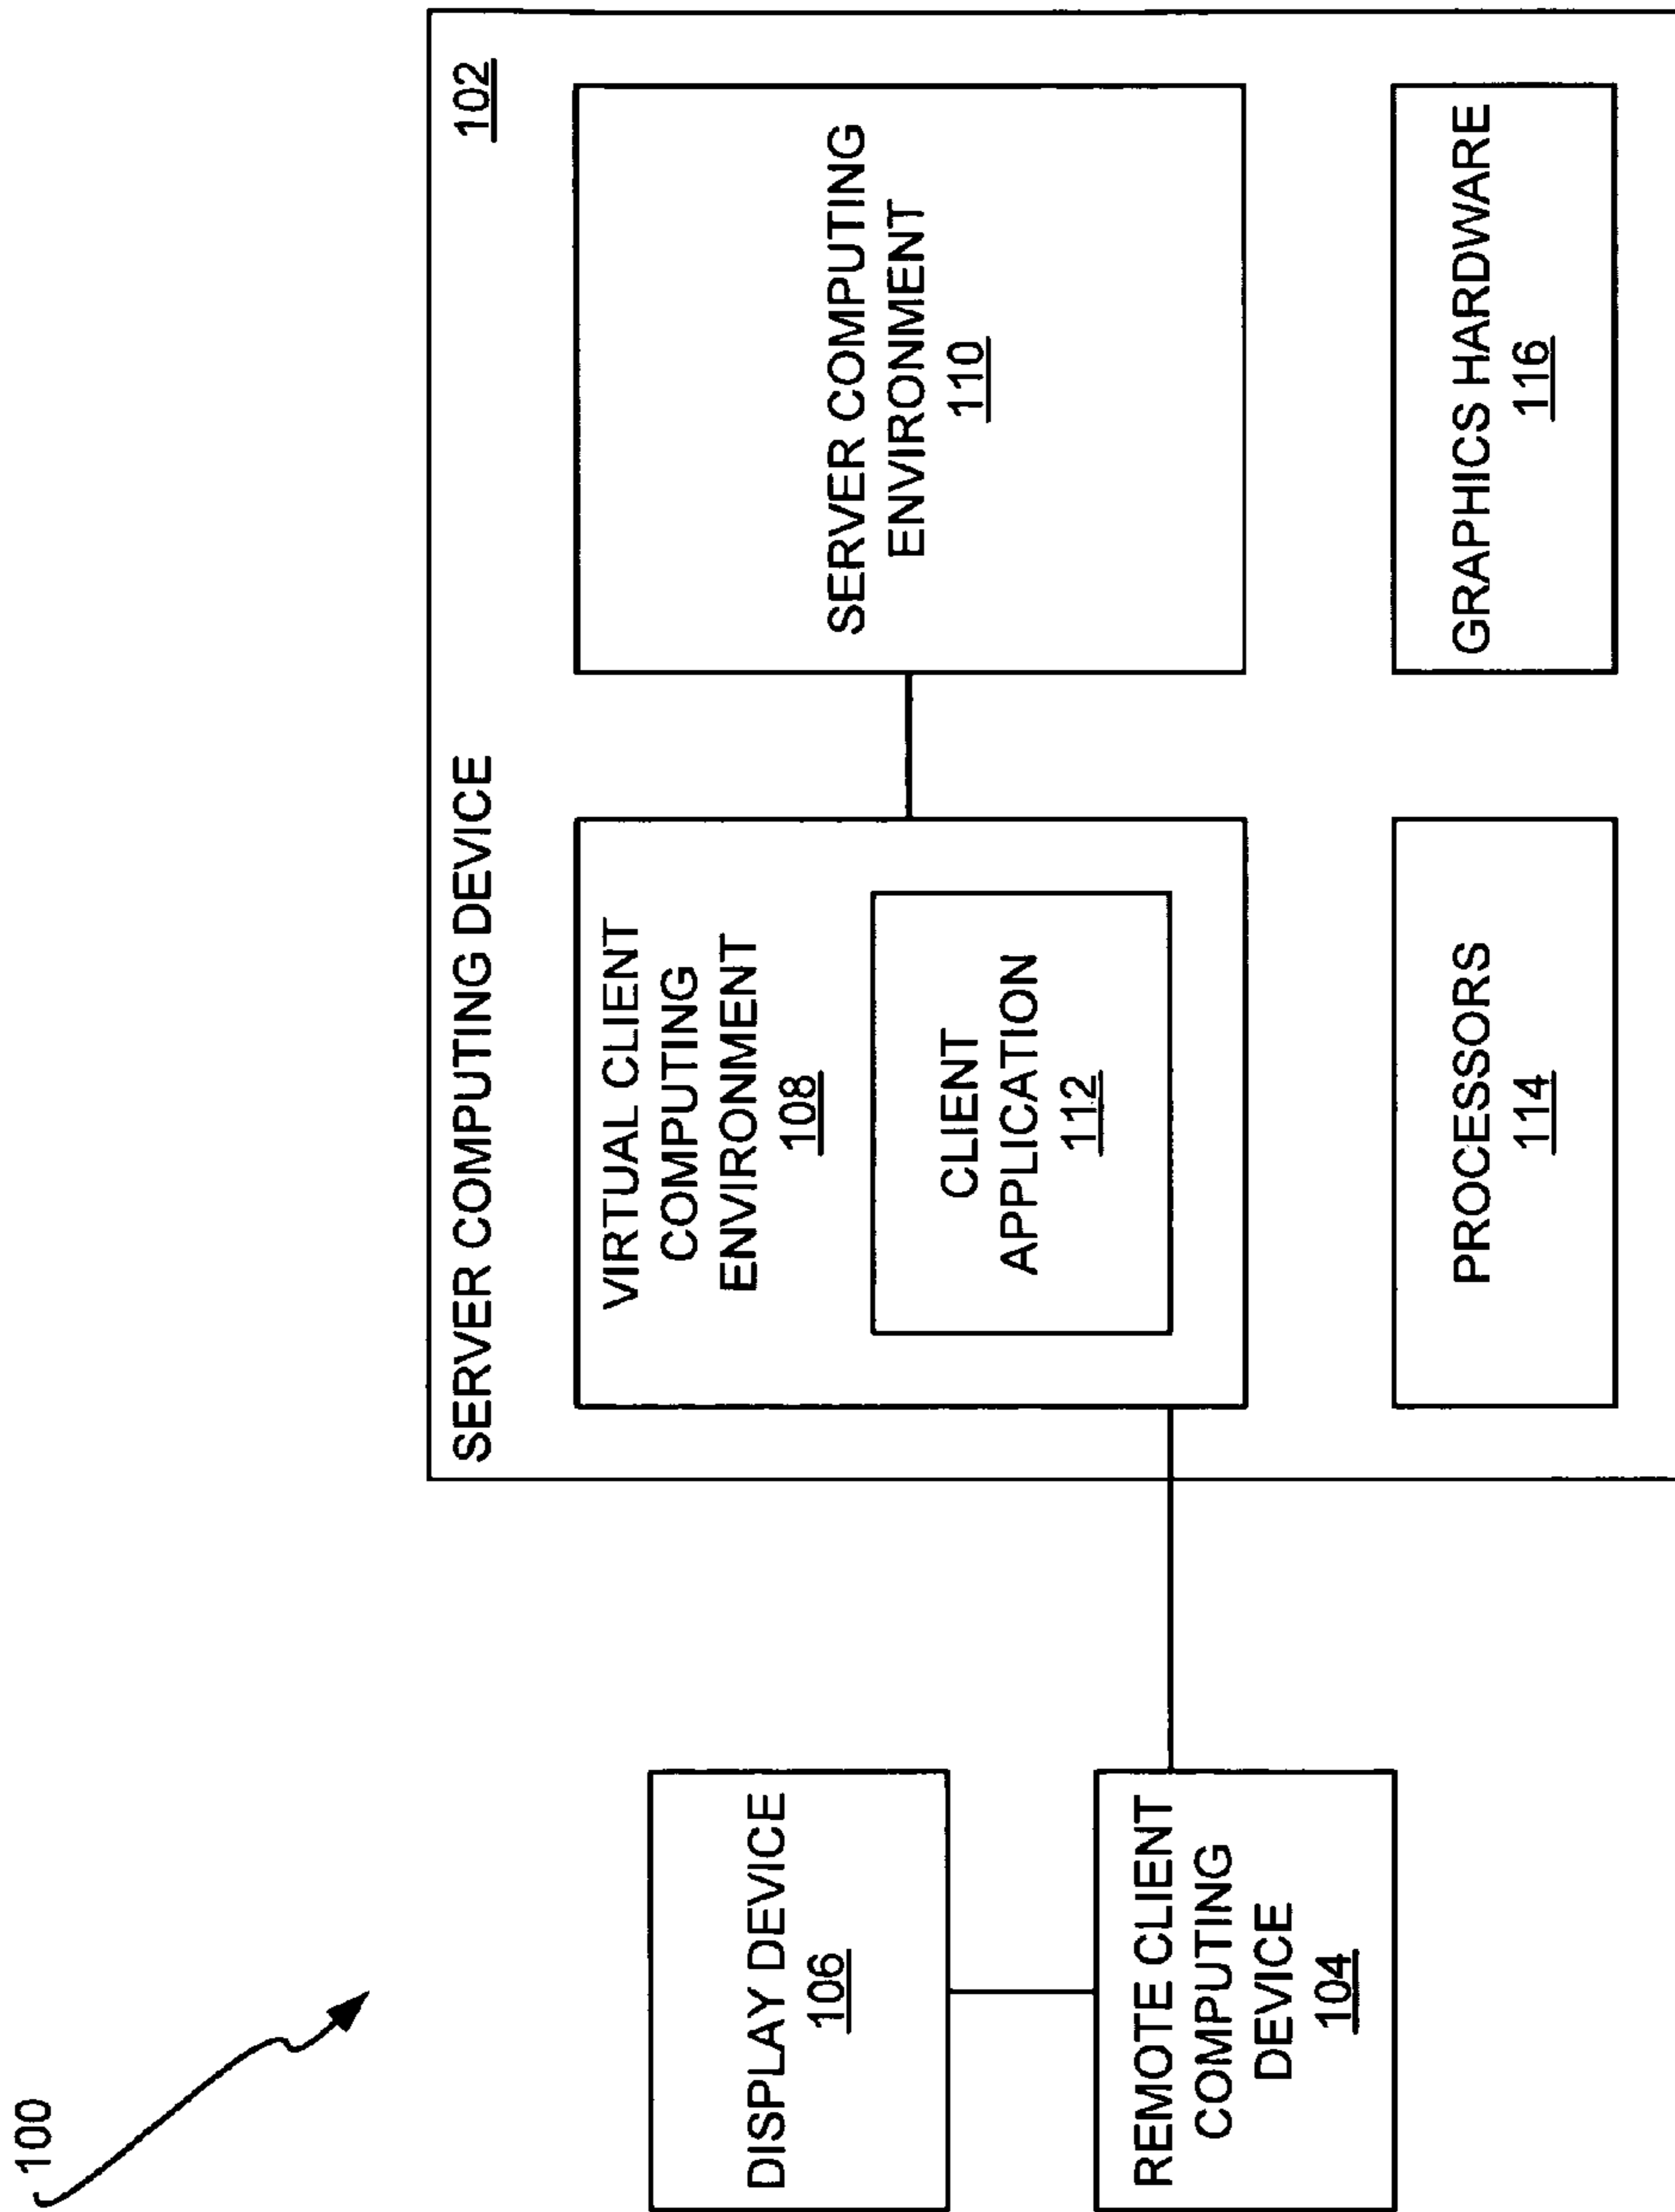 100
SERVER COMPUTING DEVICE
102
DISPLAY DEVICE
106
REMOTE CLIENT
COMPUTING
DEVICE
104
VIRTUAL CLIENT
COMPUTING
ENVIRONMENT
108
CLIENT
APPLICATION
112
SERVER COMPUTING
ENVIRONMENT
110
PROCESSORS
114
GRAPHICS HARDWARE
116